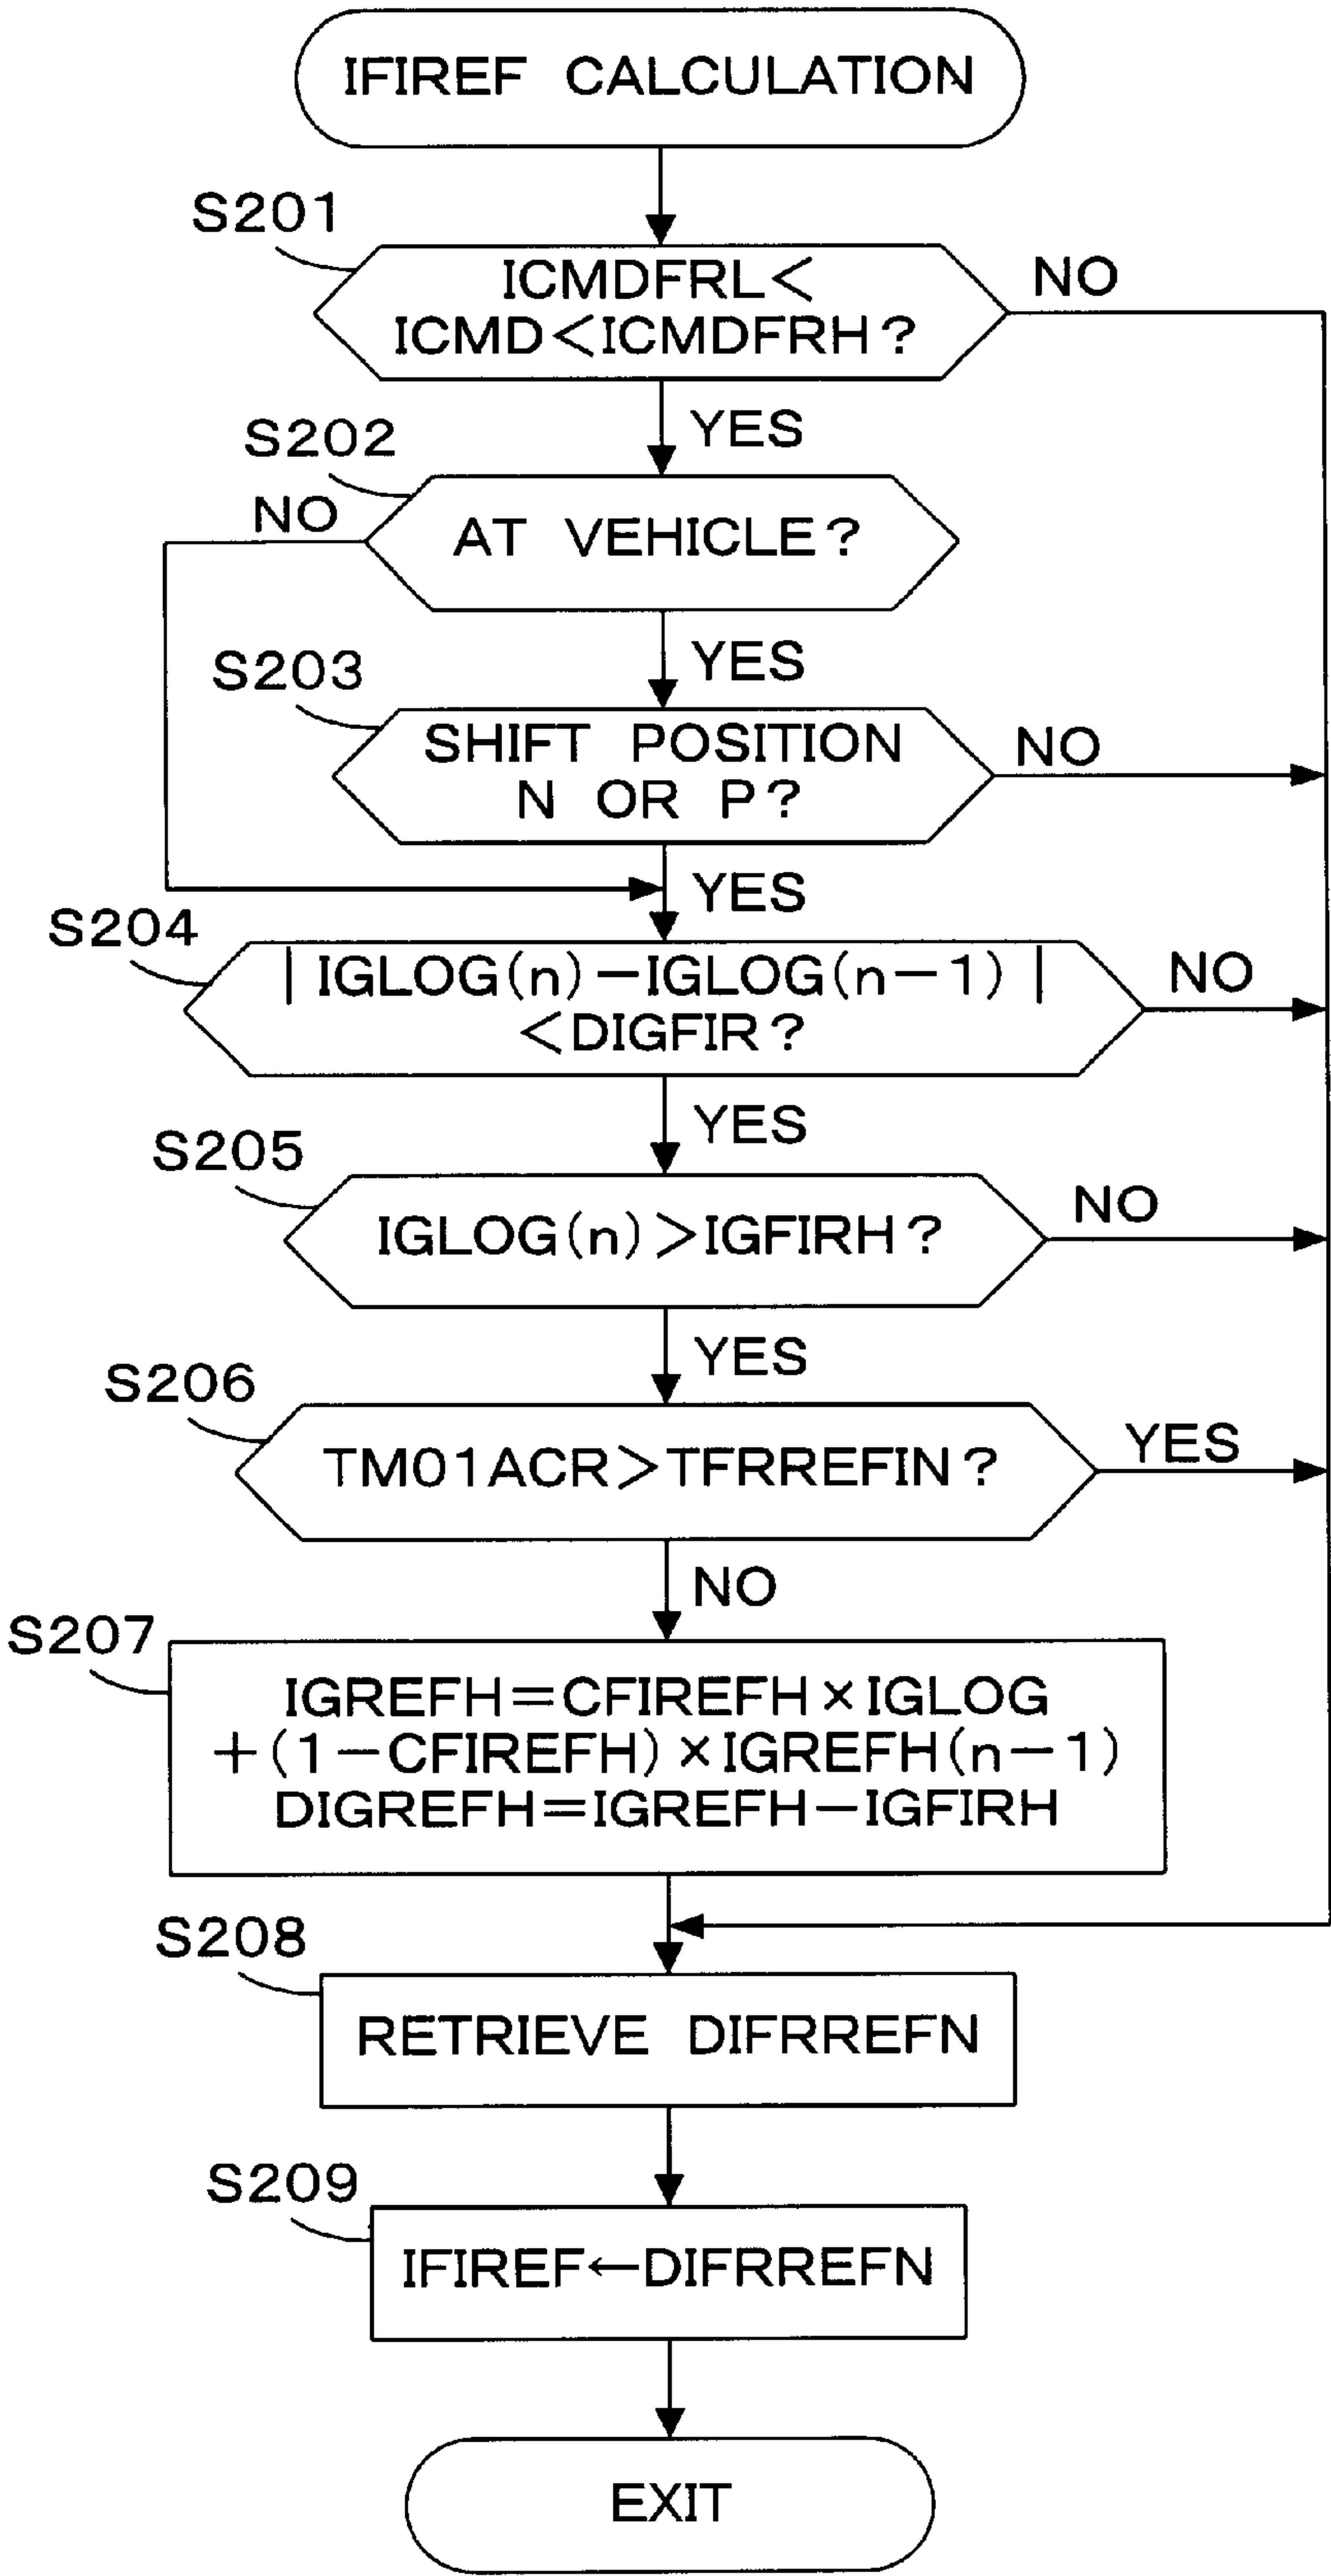 IFIREF CALCULATION
S201
ICMDFRL<
ICMD<ICMDFRH?
NO
YES
S202
NO
AT VEHICLE?
YES
S203
SHIFT POSITION
N OR P?
NO
YES
S204
|IGLOG(n)-IGLOG(n-1)|
<DIGFIR?
NO
YES
S205
IGLOG(n)>IGFIRH?
NO
YES
S206
TM01ACR>TFRREFIN?
YES
NO
S207
IGREFH=CFIREFH×IGLOG
+(1-CFIREFH)×IGREFH(n-1)
DIGREFH=IGREFH-IGFIRH
S208
RETRIEVE DIFRREFN
S209
IFIREF←DIFRREFN
EXIT